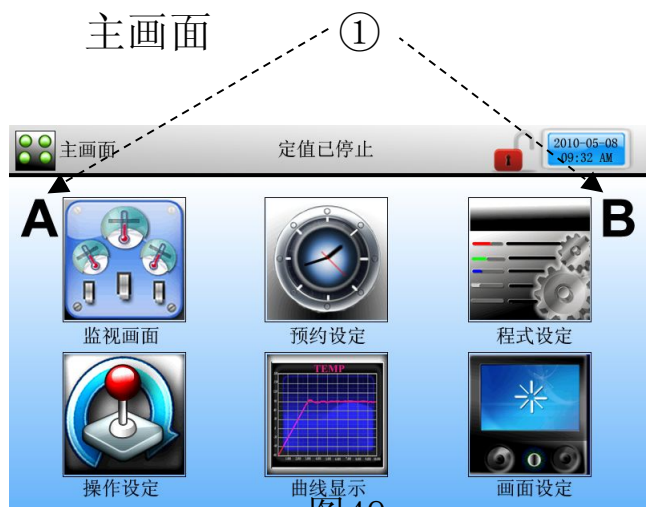 主画面 ①
主画面 定值已停止 2010-05-08
09:32 AM
A B
监视画面 预约设定 程式设定
TEMP
操作设定 曲线显示 画面设定